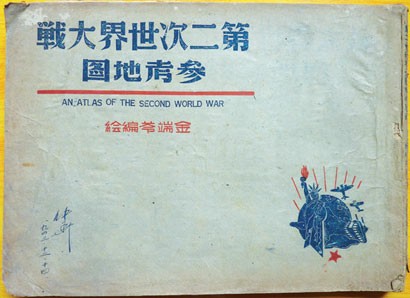 第二次世界大戰
參考地圖
AN ATLAS OF THE SECOND WORLD WAR
金端苓編繪